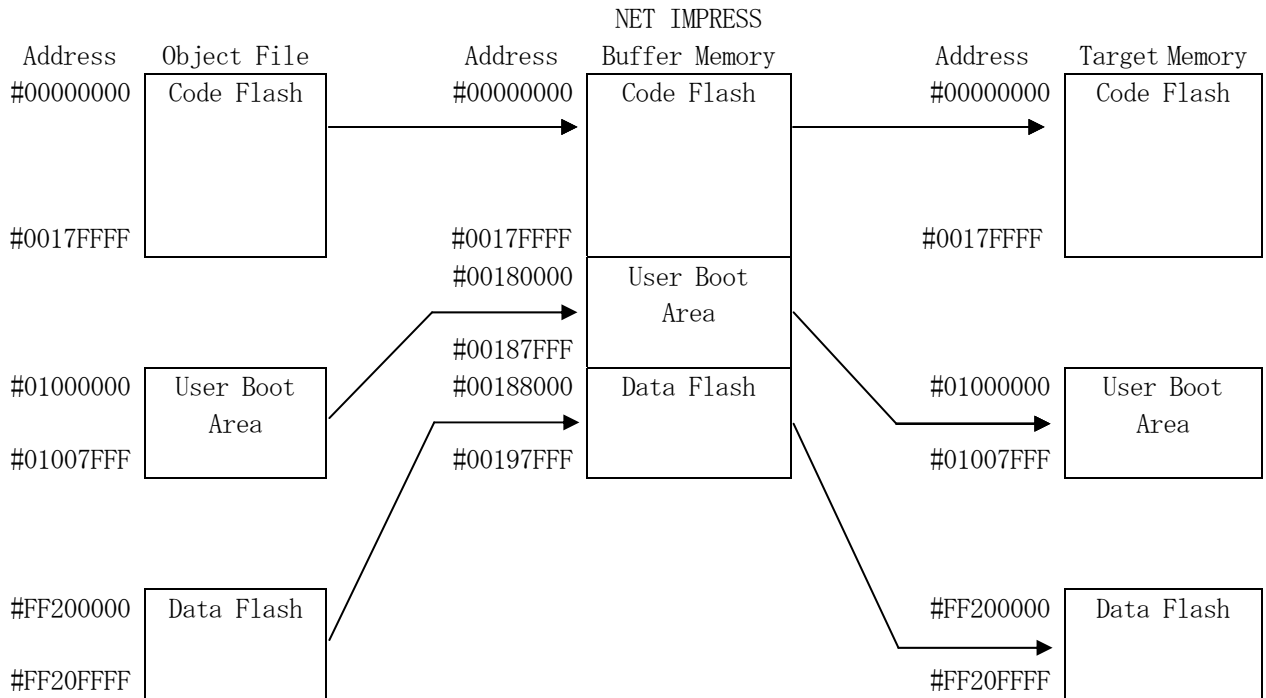 NET IMPRESS
Address Object File Address Buffer Memory Address Target Memory
#00000000 Code Flash #00000000 Code Flash #00000000 Code Flash
#0017FFFF #0017FFFF #0017FFFF
#00180000 User Boot
Area
#00187FFF
#01000000 User Boot #00188000 Data Flash #01000000 User Boot
Area Area
#01007FFF #00197FFF #01007FFF
#FF200000 Data Flash #FF200000 Data Flash
#FF20FFFF #FF20FFFF